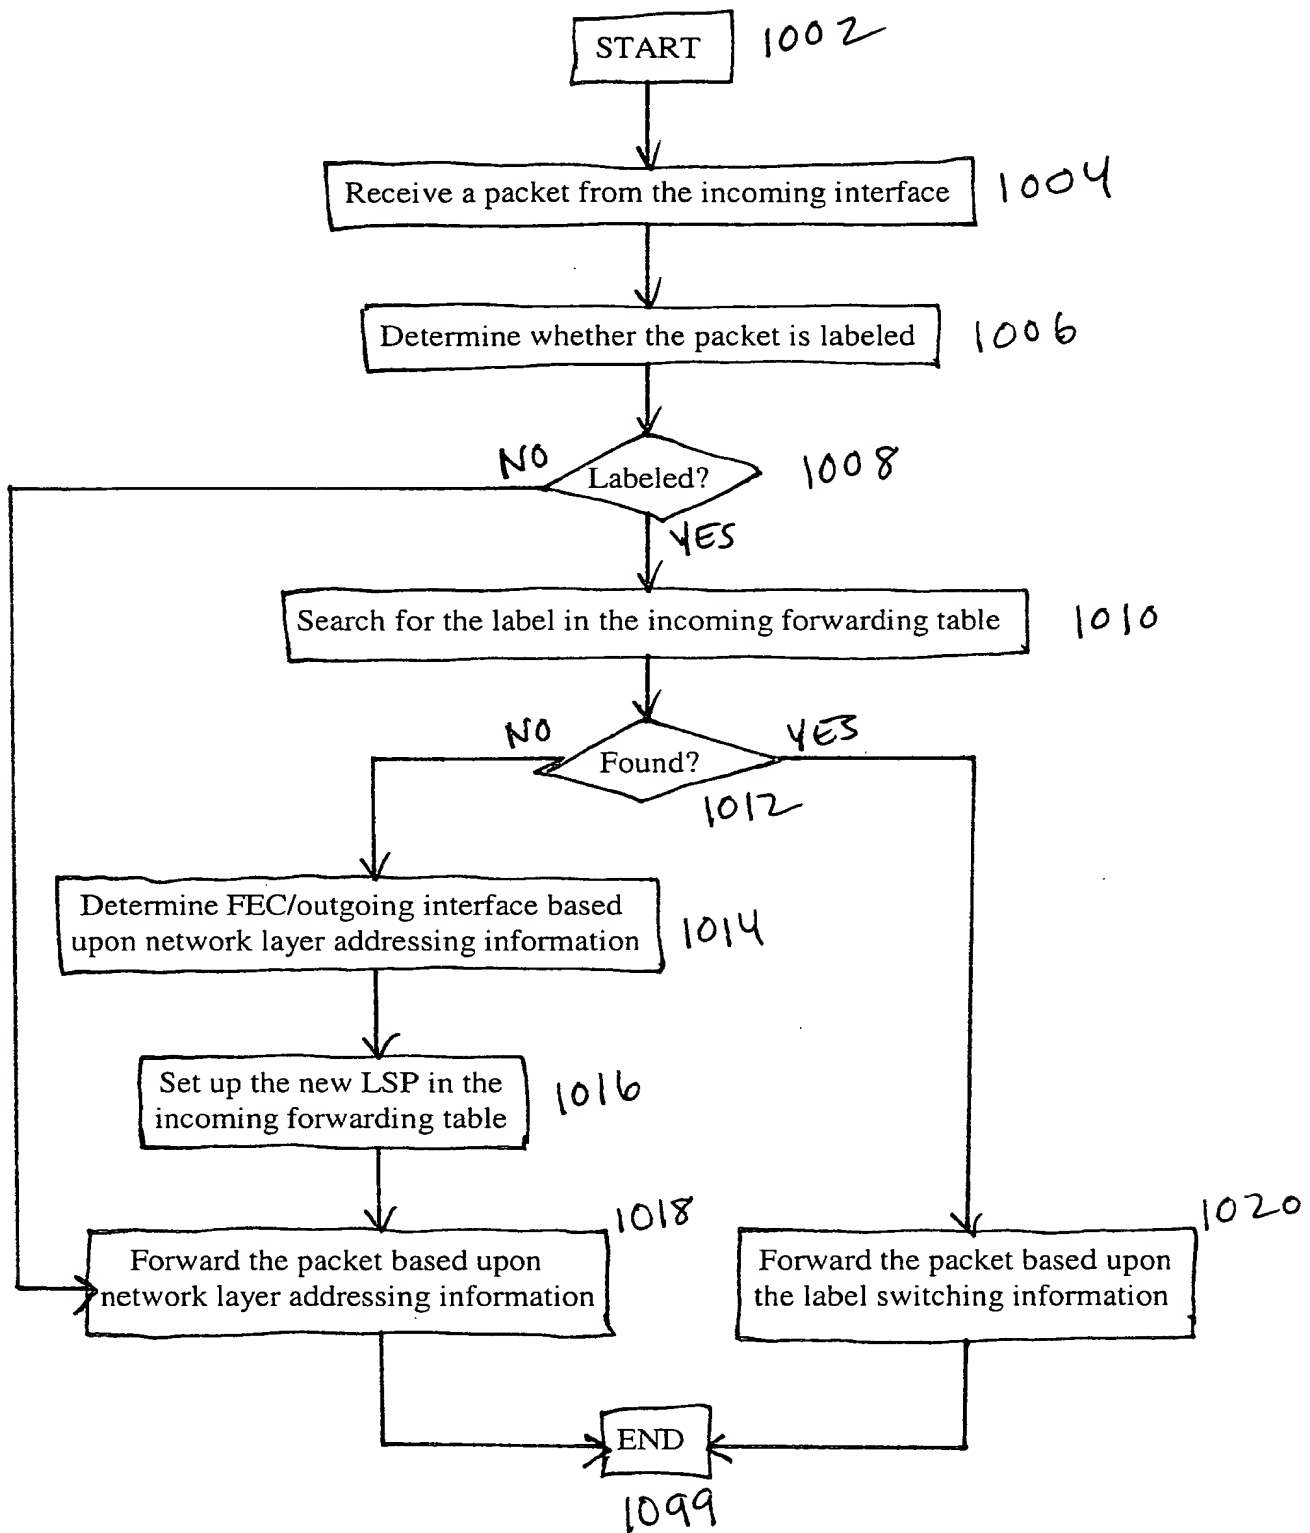 START 1002
Receive a packet from the incoming interface 1004
Determine whether the packet is labeled 1006
NO
Labeled? 1008
YES
Search for the label in the incoming forwarding table 1010
NO
YES
Found?
1012
Determine FEC/outgoing interface based
upon network layer addressing information
1014
Set up the new LSP in the
incoming forwarding table
1016
1018
Forward the packet based upon
network layer addressing information
1020
Forward the packet based upon
the label switching information
END
1099